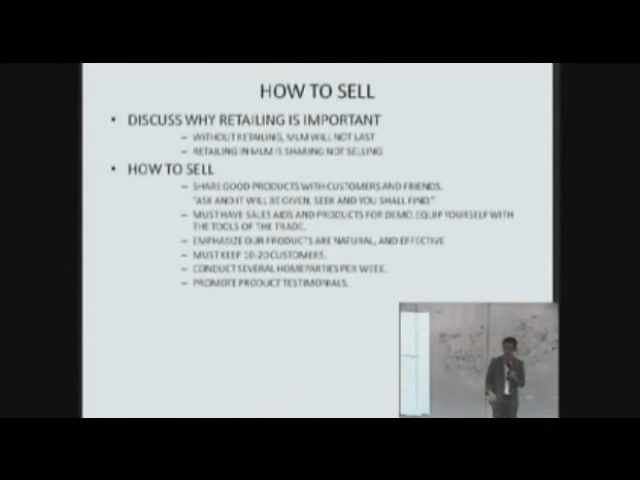 HOW TO SELL
• DISCUSS WHY RETAILING IS IMPORTANT
– WITHOUT RETAILING, MLM WILL NOT LAST
– RETAILING IN MLM IS SHARING NOT SELLING.
• HOW TO SELL
– SHARE GOOD PRODUCTS WITH CUSTOMERS AND FRIENDS.
"ASK AND IT WILL BE GIVEN. SEEK AND YOU SHALL FIND."
– MUST HAVE SALES AIDS AND PRODUCTS FOR DEMO. EQUIP YOURSELF WITH
THE TOOLS OF THE TRADE.
– EMPHASIZE OUR PRODUCTS ARE NATURAL, AND EFFECTIVE
– MUST KEEP 10-20 CUSTOMERS.
– CONDUCT SEVERAL HOMEPARTIES PER WEEK.
– PROMOTE PRODUCT TESTIMONIALS.